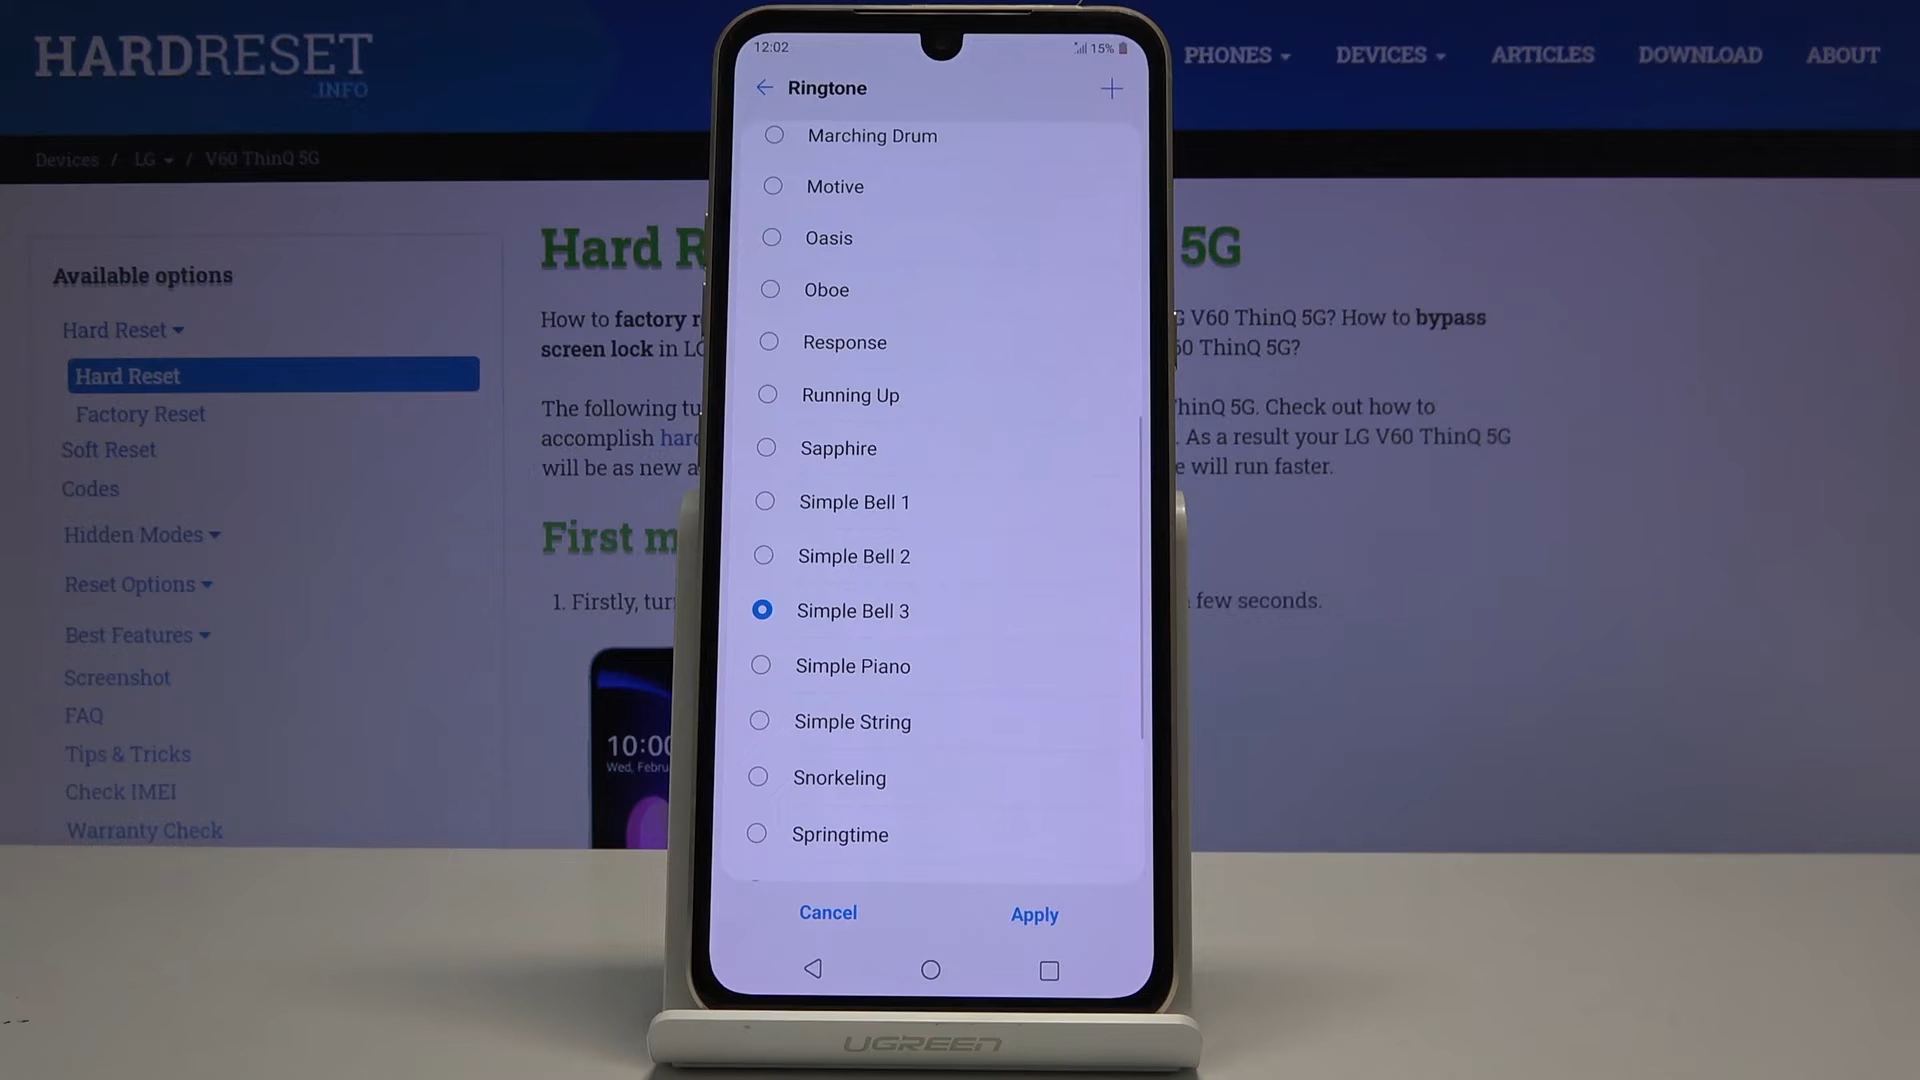 HARDRESET
.INFO
PHONES
DEVICES
ARTICLES
DOWNLOAD
ABOUT
Devices / LG / V60 ThinQ 5G
Available options
Hard Reset
Hard Reset
Factory Reset
Soft Reset
Codes
Hidden Modes
Reset Options
Best Features
Screenshot
FAQ
Tips & Tricks
Check IMEI
Warranty Check
Hard R
5G
How to factory r
V60 ThinQ 5G? How to bypass
screen lock in
ThinQ 5G?
The following tu
ThinQ 5G. Check out how to
accomplish
. As a result your LG V60 ThinQ 5G
will be as new a
will run faster.
First m
1. Firstly, tur
few seconds.
10:00
Wed, Febru
12:02
15%
Ringtone
Marching Drum
Motive
Oasis
Oboe
Response
Running Up
Sapphire
Simple Bell 1
Simple Bell 2
Simple Bell 3
Simple Piano
Simple String
Snorkeling
Springtime
Cancel
Apply
UGREEN